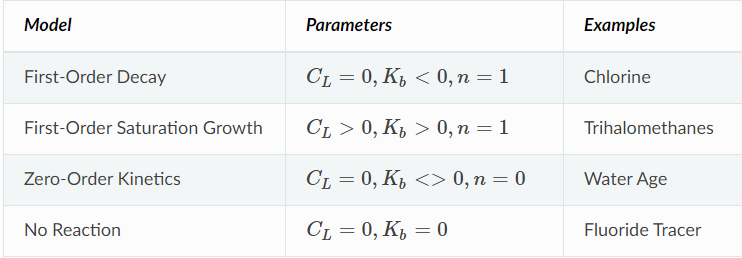 Model Parameters Examples
First-Order Decay C_L = 0, K_b < 0, n = 1 Chlorine
First-Order Saturation Growth C_L > 0, K_b > 0, n = 1 Trihalomethanes
Zero-Order Kinetics C_L = 0, K_b <> 0, n = 0 Water Age
No Reaction C_L = 0, K_b = 0 Fluoride Tracer